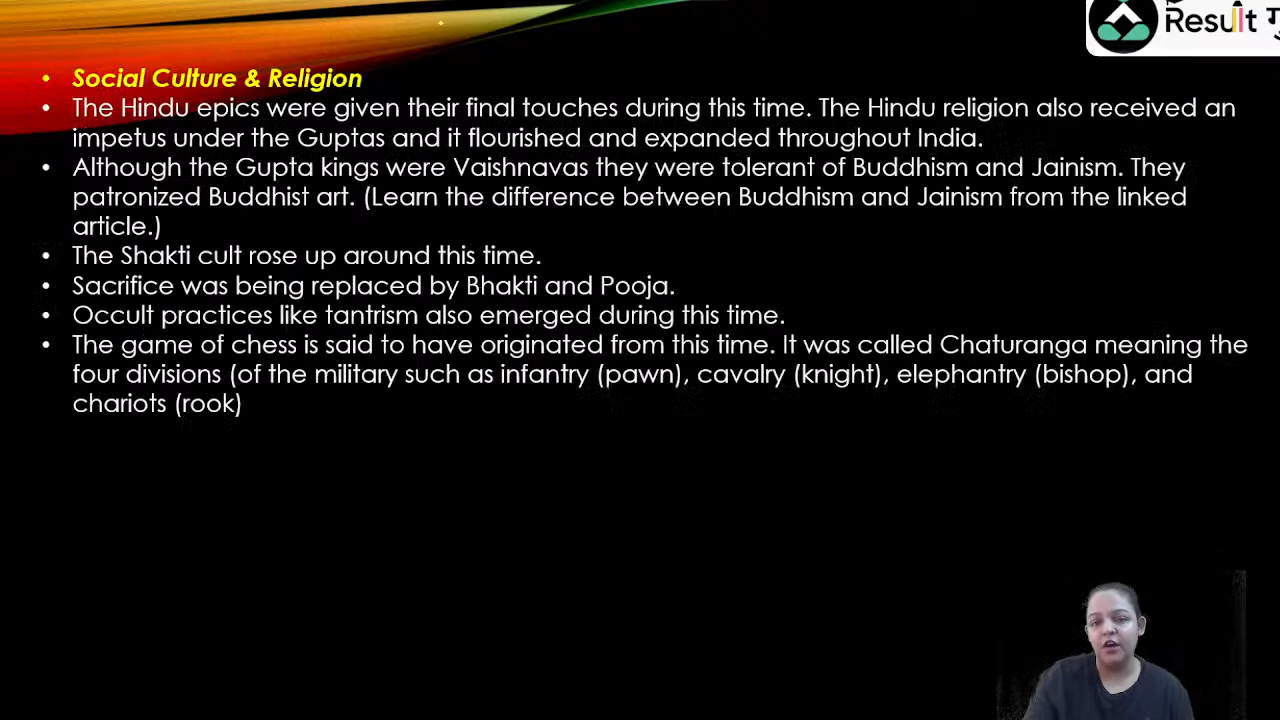 Result
• Social Culture & Religion
• The Hindu epics were given their final touches during this time. The Hindu religion also received an
impetus under the Guptas and it flourished and expanded throughout India.
• Although the Gupta kings were Vaishnavas they were tolerant of Buddhism and Jainism. They
patronized Buddhist art. (Learn the difference between Buddhism and Jainism from the linked
article.)
• The Shakti cult rose up around this time.
• Sacrifice was being replaced by Bhakti and Pooja.
• Occult practices like tantrism also emerged during this time.
• The game of chess is said to have originated from this time. It was called Chaturanga meaning the
four divisions (of the military such as infantry (pawn), cavalry (knight), elephantry (bishop), and
chariots (rook)